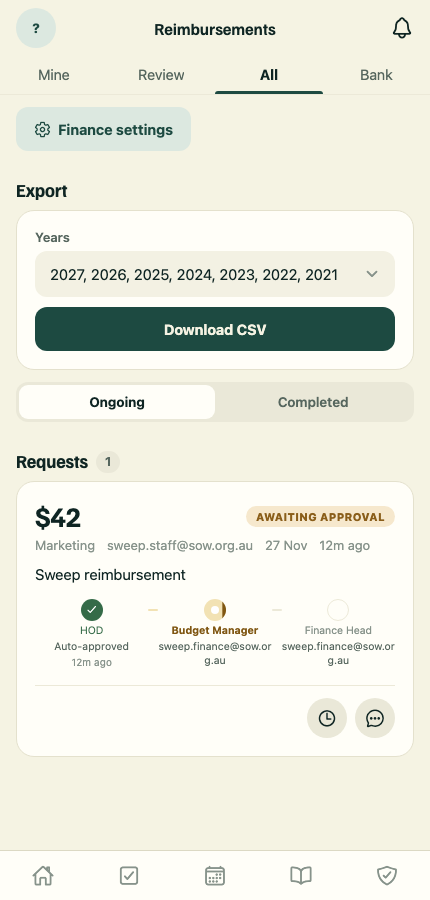 ?
Reimbursements
Mine
Review
All
Bank
Finance settings
Export
Years
2027, 2026, 2025, 2024, 2023, 2022, 2021
Download CSV
Ongoing
Completed
Requests 1
$42
AWAITING APPROVAL
Marketing sweep.staff@sow.org.au 27 Nov 12m ago
Sweep reimbursement
HOD
Auto-approved
12m ago
Budget Manager
sweep.finance@sow.or
g.au
Finance Head
sweep.finance@sow.or
g.au